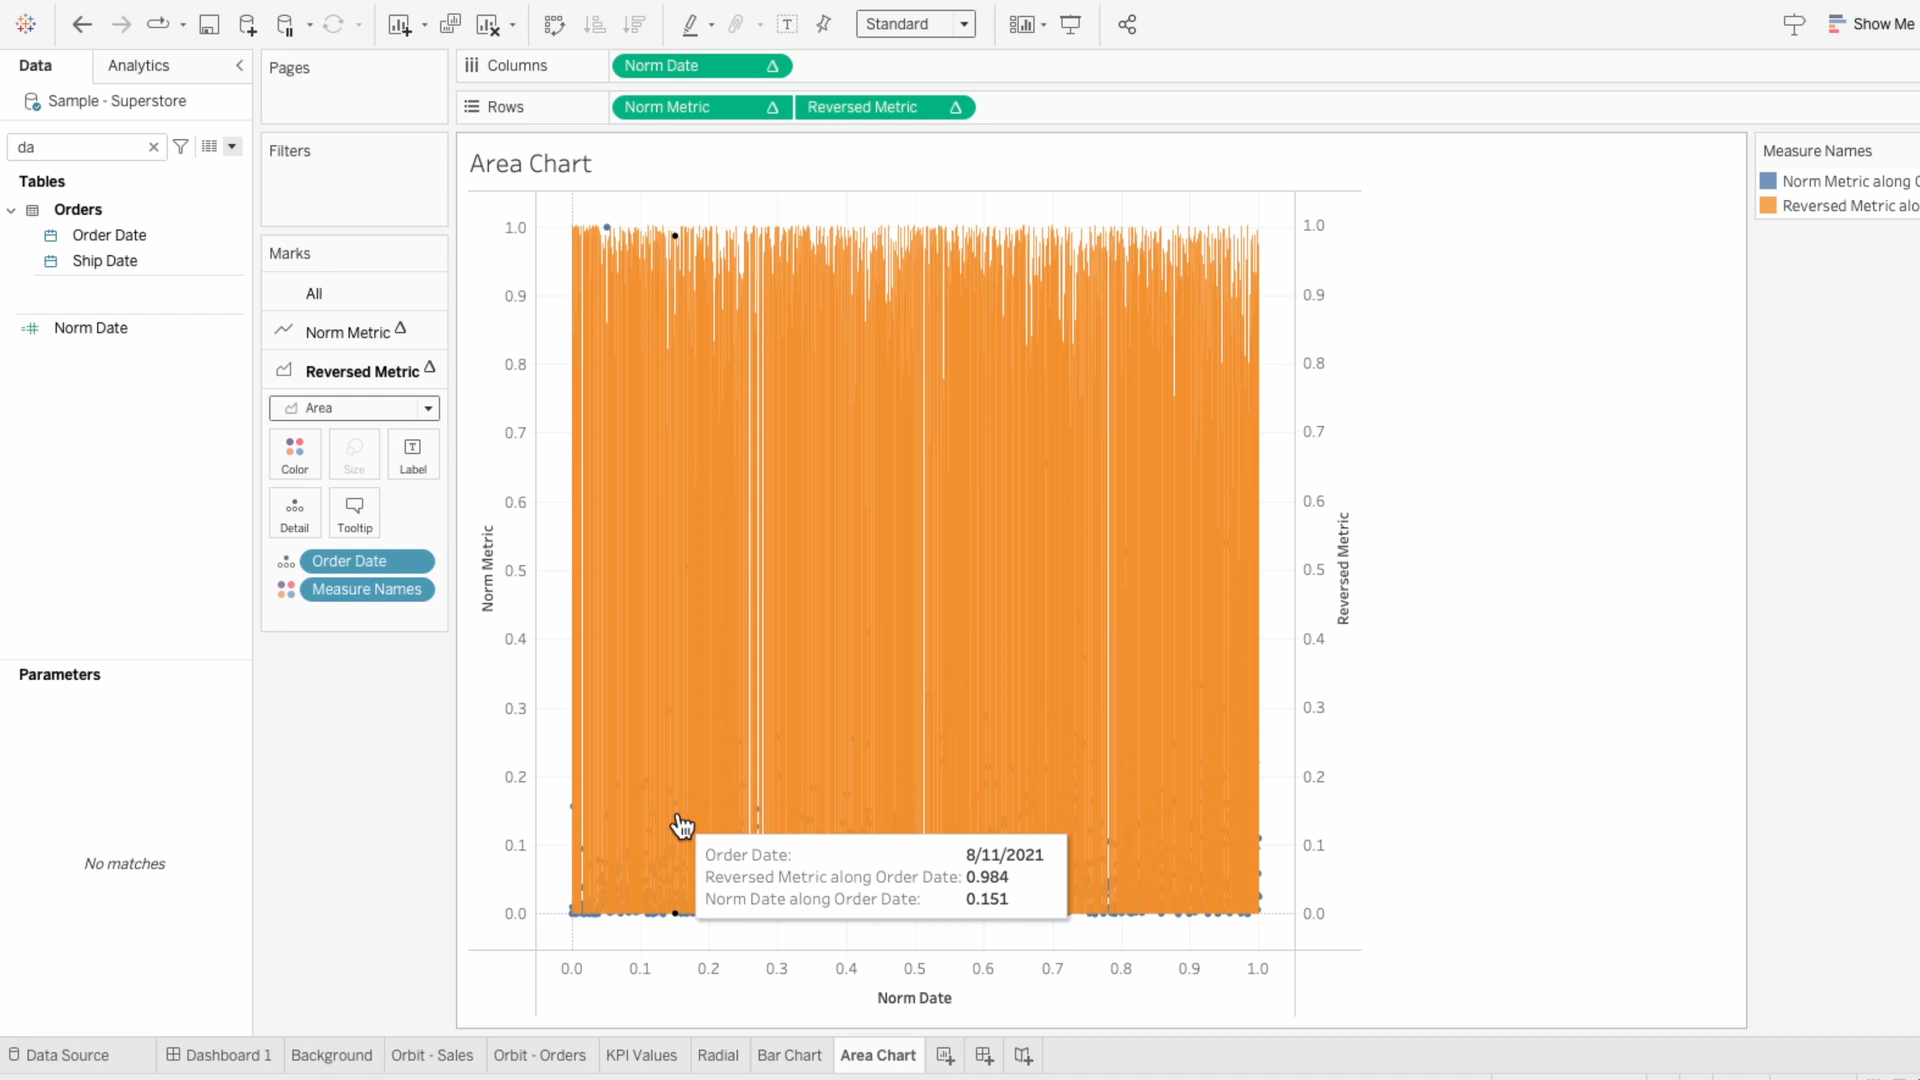 Standard
Show Me
Data
Analytics
Sample - Superstore
da
Tables
Orders
Order Date
Ship Date
Norm Date
Parameters
No matches
Pages
Filters
Marks
All
Norm Metric
Reversed Metric
Area
Color
Size
Label
Detail
Tooltip
Order Date
Measure Names
Columns
Norm Date
Rows
Norm Metric
Reversed Metric
Area Chart
1.0
0.9
0.8
0.7
0.6
0.5
0.4
0.3
0.2
0.1
0.0
Norm Metric
1.0
0.9
0.8
0.7
0.6
0.5
0.4
0.3
0.2
0.1
0.0
Reversed Metric
Order Date: 8/11/2021
Reversed Metric along Order Date: 0.984
Norm Date along Order Date: 0.151
0.0 0.1 0.2 0.3 0.4 0.5 0.6 0.7 0.8 0.9 1.0
Norm Date
Measure Names
Norm Metric along O
Reversed Metric alo
Data Source
Dashboard 1
Background
Orbit - Sales
Orbit - Orders
KPI Values
Radial
Bar Chart
Area Chart